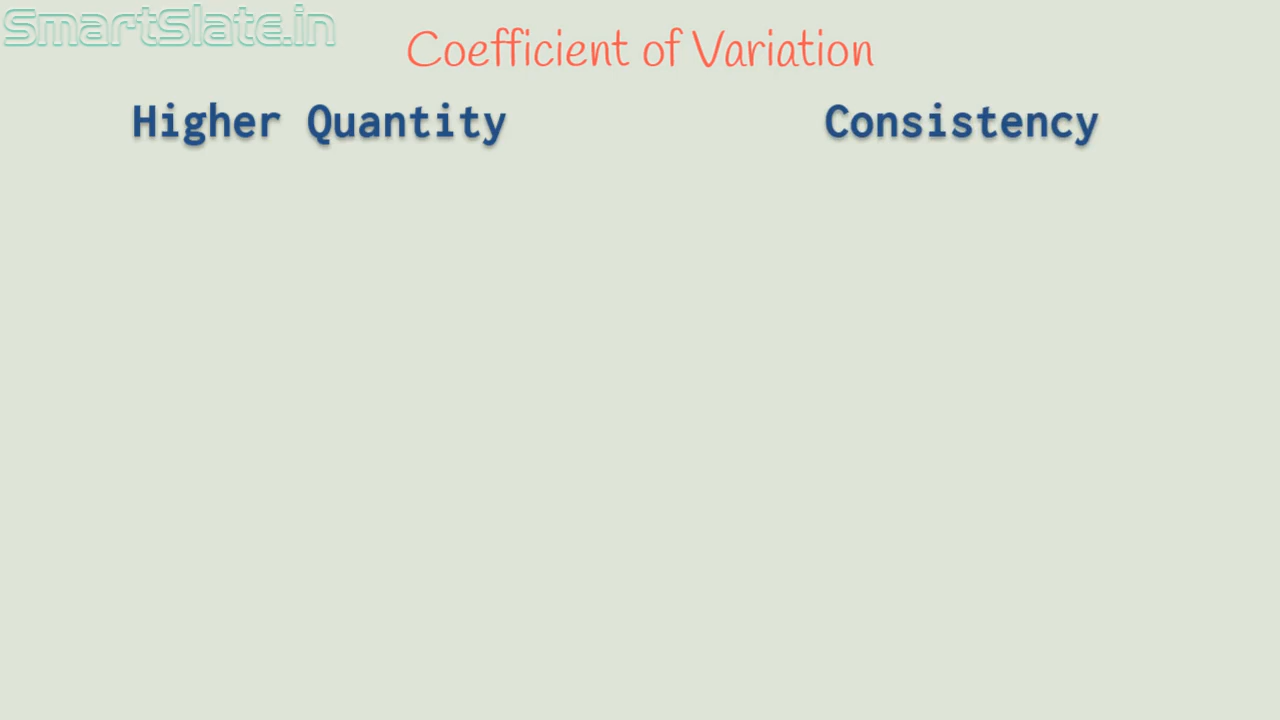 SmartSlate.in
Coefficient of Variation
Higher Quantity
Consistency